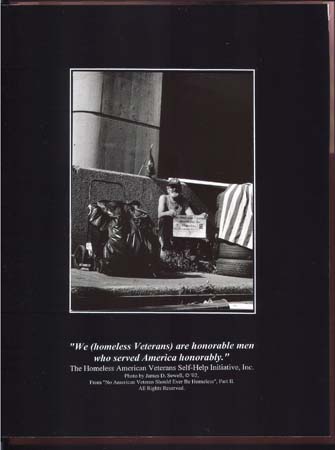 "We (homeless Veterans) are honorable men
who served America honorably."
The Homeless American Veterans Self-Help Initiative, Inc.
Photo by James D. Sewell, © '02,
From "No American Veteran Should Ever Be Homeless", Part II.
All Rights Reserved.